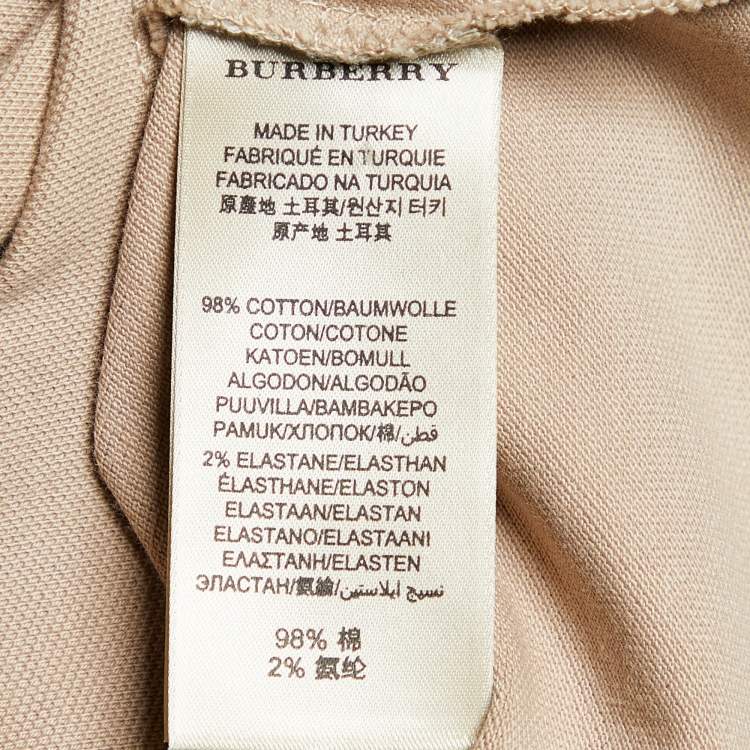 BURBERRY
MADE IN TURKEY
FABRIQUÉ EN TURQUIE
FABRICADO NA TURQUIA
原產地 土耳其/원산지 터키
原产地 土耳其
98% COTTON/BAUMWOLLE
COTON/COTONE
KATOEN/BOMULL
ALGODON/ALGODÃO
PUUVILLA/BAMBAKEPO
PAMUK/ХЛОПОК/棉/قطن
2% ELASTANE/ELASTHAN
ÉLASTHANE/ELASTON
ELASTAAN/ELASTAN
ELASTANO/ELASTAANI
ΕΛΑΣΤΑΝΗ/ELASTEN
ЭЛАСТАН/氨綸/نسيج ايلاستين
98% 棉
2% 氨纶